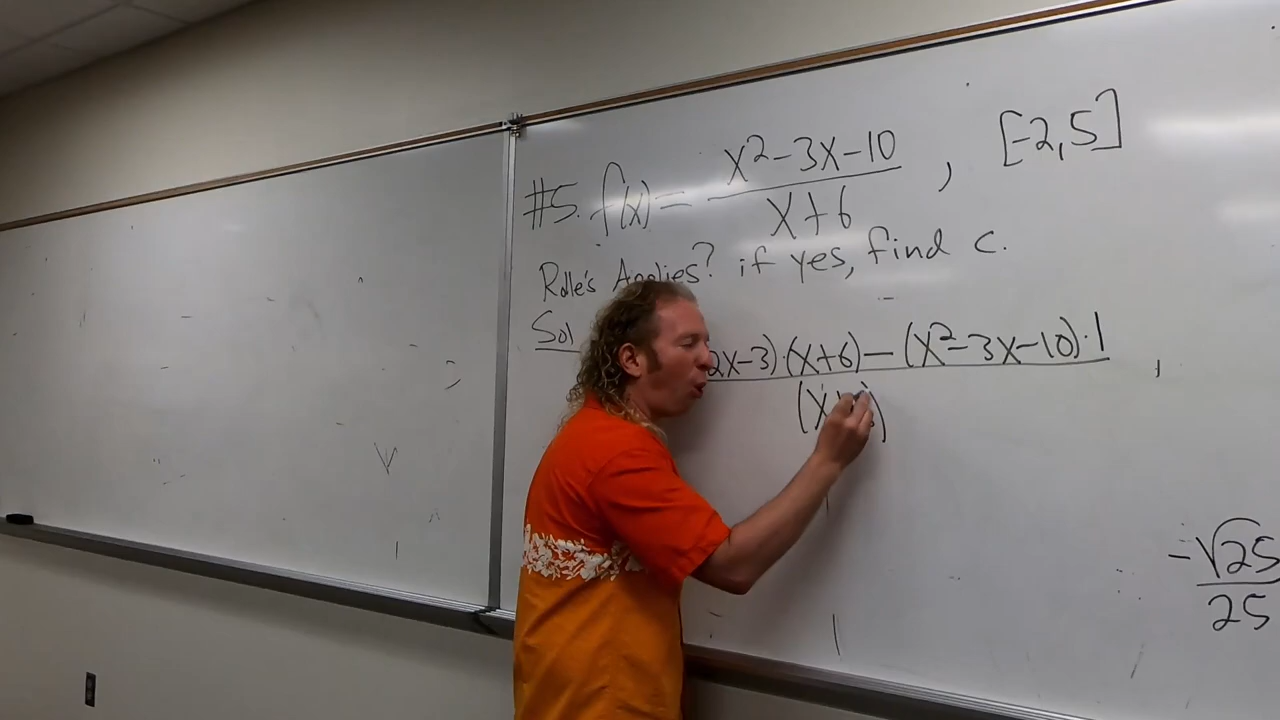 #5. f(x) = x²-3x-10 / x+6 , [-2,5]
Rolle's Applies? if yes, find c.
Sol
2x-3)·(x+6) - (x²-3x-10)·1 ,
-√25 / 25